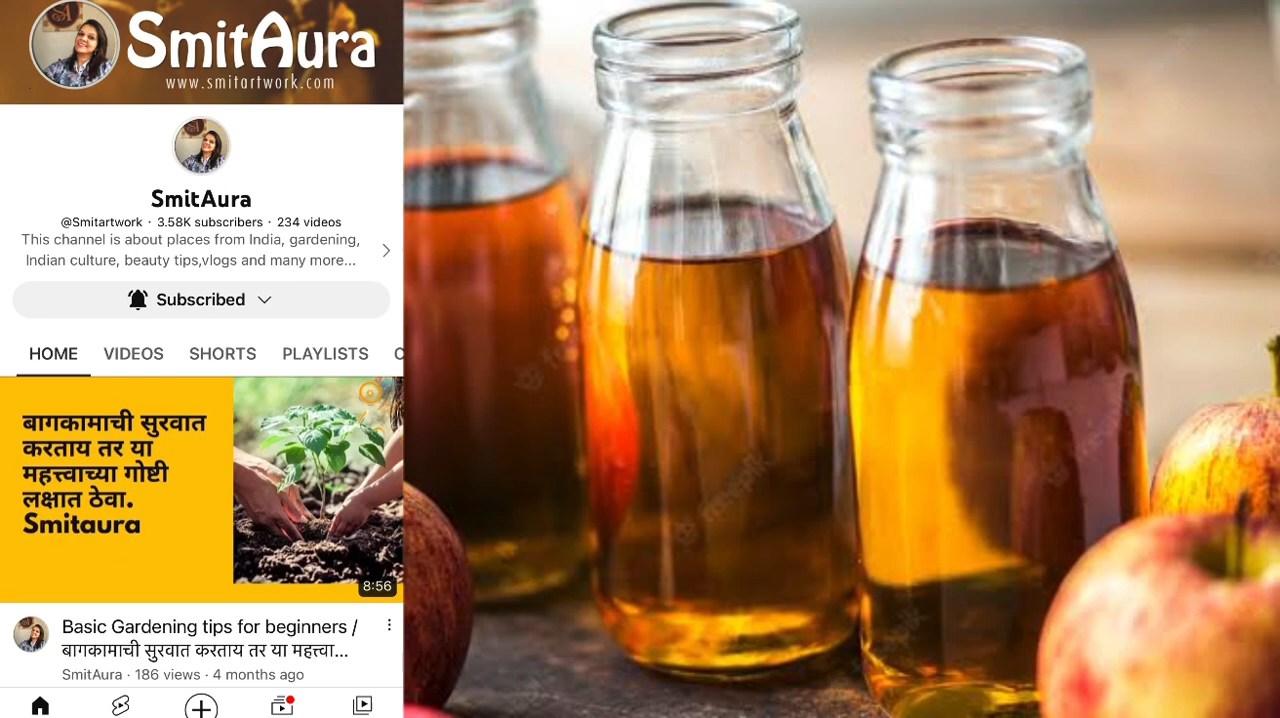 SmitAura
www.smitartwork.com
SmitAura
@Smitartwork · 3.58K subscribers · 234 videos
This channel is about places from India, gardening,
Indian culture, beauty tips,vlogs and many more...
Subscribed
HOME VIDEOS SHORTS PLAYLISTS C
बागकामाची सुरवात
करताय तर या
महत्त्वाच्या गोष्टी
लक्षात ठेवा.
Smitaura
8:56
Basic Gardening tips for beginners /
बागकामाची सुरवात करताय तर या महत्त्वा...
SmitAura · 186 views · 4 months ago